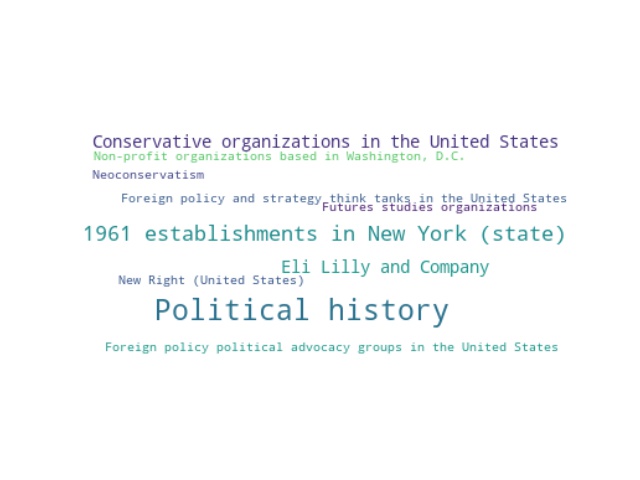 Conservative organizations in the United States
Non-profit organizations based in Washington, D.C.
Neoconservatism
Foreign policy and strategy think tanks in the United States
Futures studies organizations
1961 establishments in New York (state)
Eli Lilly and Company
New Right (United States)
Political history
Foreign policy political advocacy groups in the United States